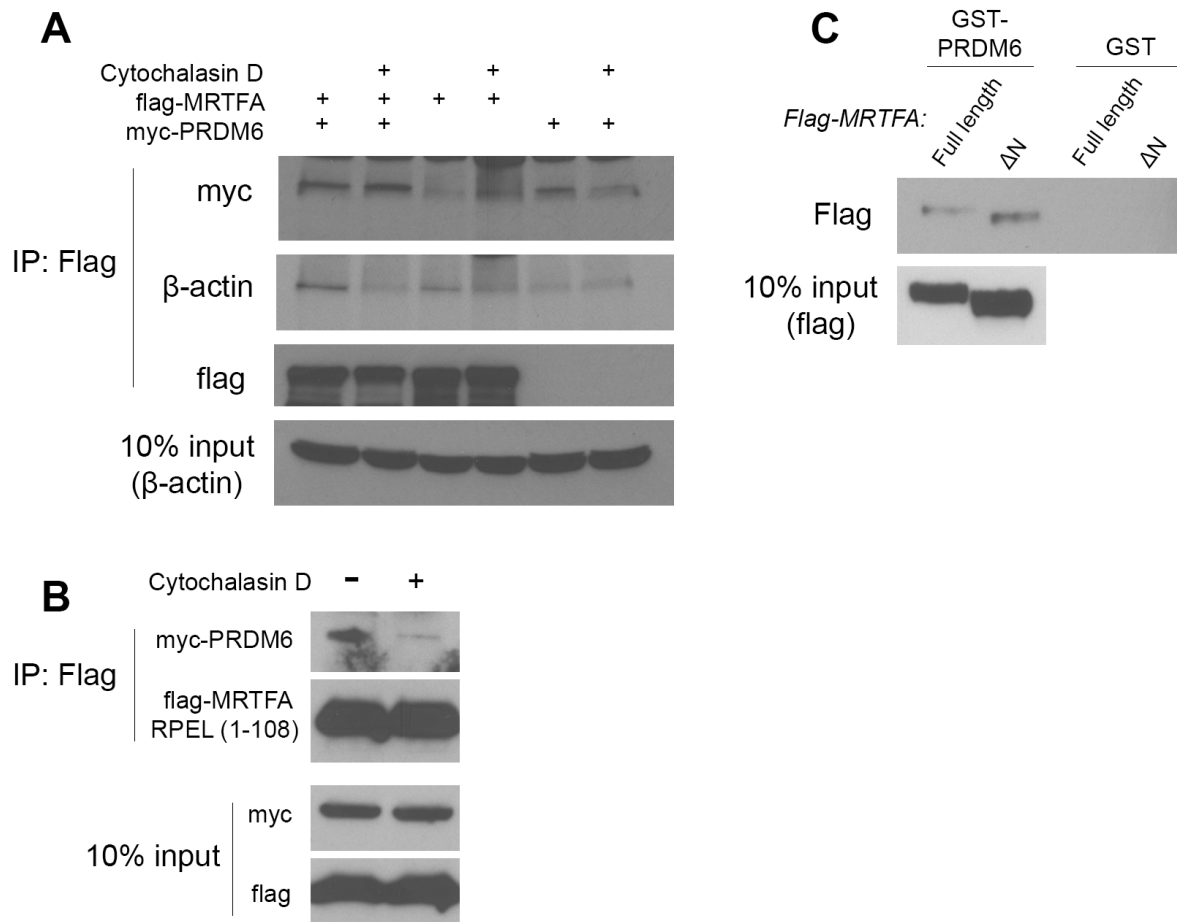 A
Cytochalasin D + + +
flag-MRTFA + + + +
myc-PRDM6 + + + +
IP: Flag
myc
β-actin
flag
10% input
(β-actin)
B
Cytochalasin D - +
IP: Flag
myc-PRDM6
flag-MRTFA
RPEL (1-108)
10% input
myc
flag
C
GST-
PRDM6
GST
Flag-MRTFA:
Full length
ΔN
Full length
ΔN
Flag
10% input
(flag)